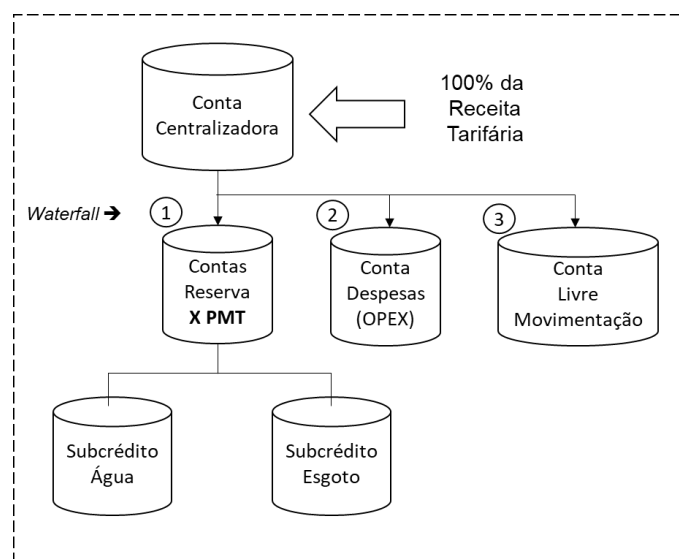 Conta
Centralizadora
100% da
Receita
Tarifária
Waterfall ➔
1
2
3
Contas
Reserva
X PMT
Conta
Despesas
(OPEX)
Conta
Livre
Movimentação
Subcrédito
Água
Subcrédito
Esgoto